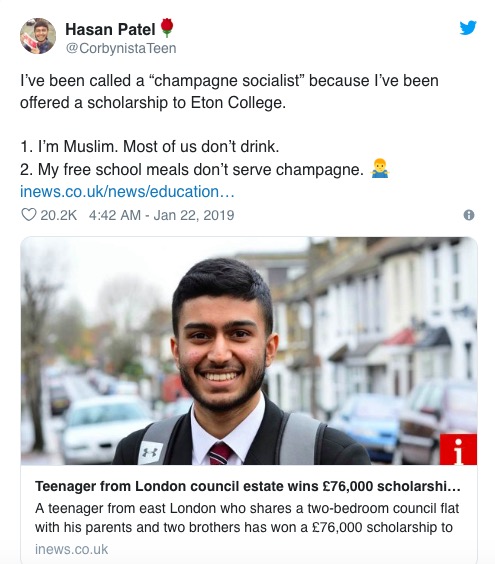 Hasan Patel🌹
@CorbynistaTeen
I’ve been called a “champagne socialist” because I’ve been
offered a scholarship to Eton College.
1. I’m Muslim. Most of us don’t drink.
2. My free school meals don’t serve champagne. 🤷‍♂️
inews.co.uk/news/education…
20.2K 4:42 AM - Jan 22, 2019
i
Teenager from London council estate wins £76,000 scholarshi…
A teenager from east London who shares a two-bedroom council flat
with his parents and two brothers has won a £76,000 scholarship to
inews.co.uk